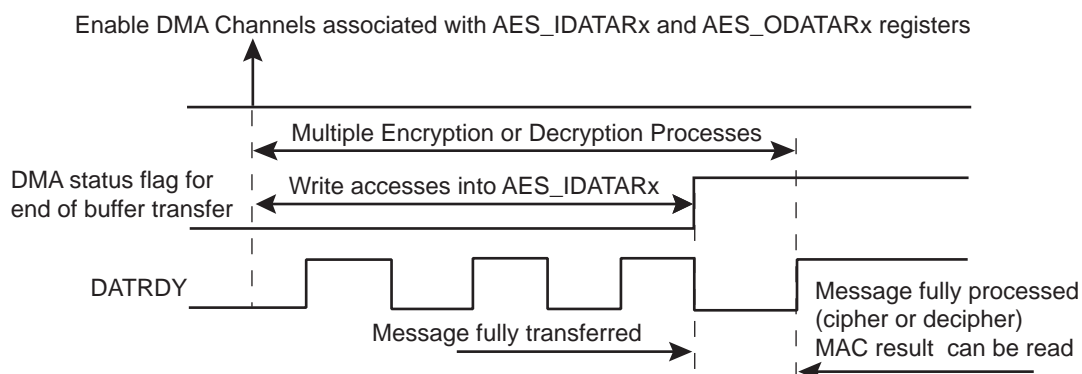 Enable DMA Channels associated with AES_IDATARx and AES_ODATARx registers
Multiple Encryption or Decryption Processes
DMA status flag for
end of buffer transfer
Write accesses into AES_IDATARx
DATRDY
Message fully transferred
Message fully processed
(cipher or decipher)
MAC result can be read